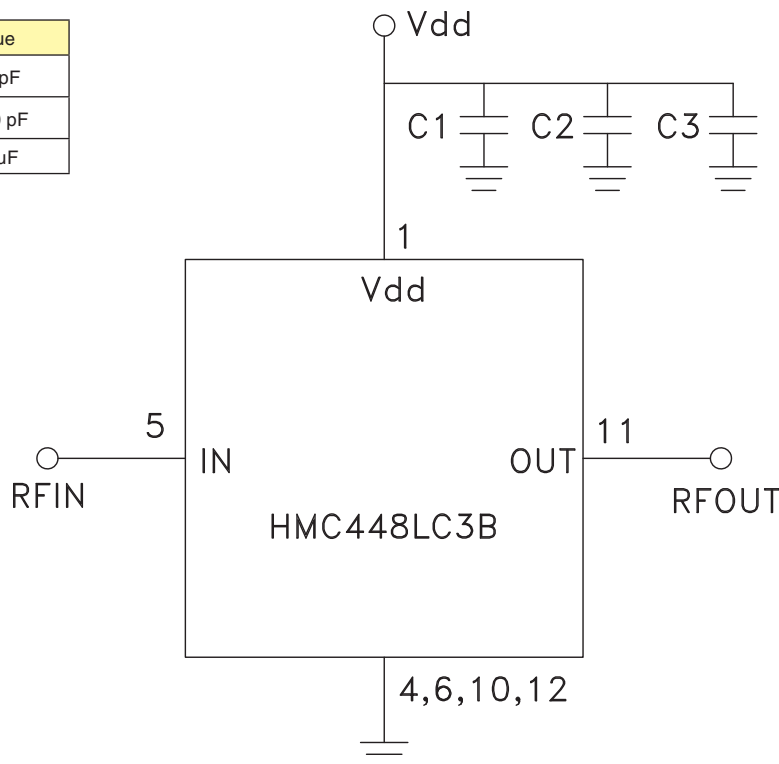 Vdd
pF
pF
uF
C1
C2
C3
1
Vdd
5
11
IN
OUT
RFIN
RFOUT
HMC448LC3B
4,6,10,12